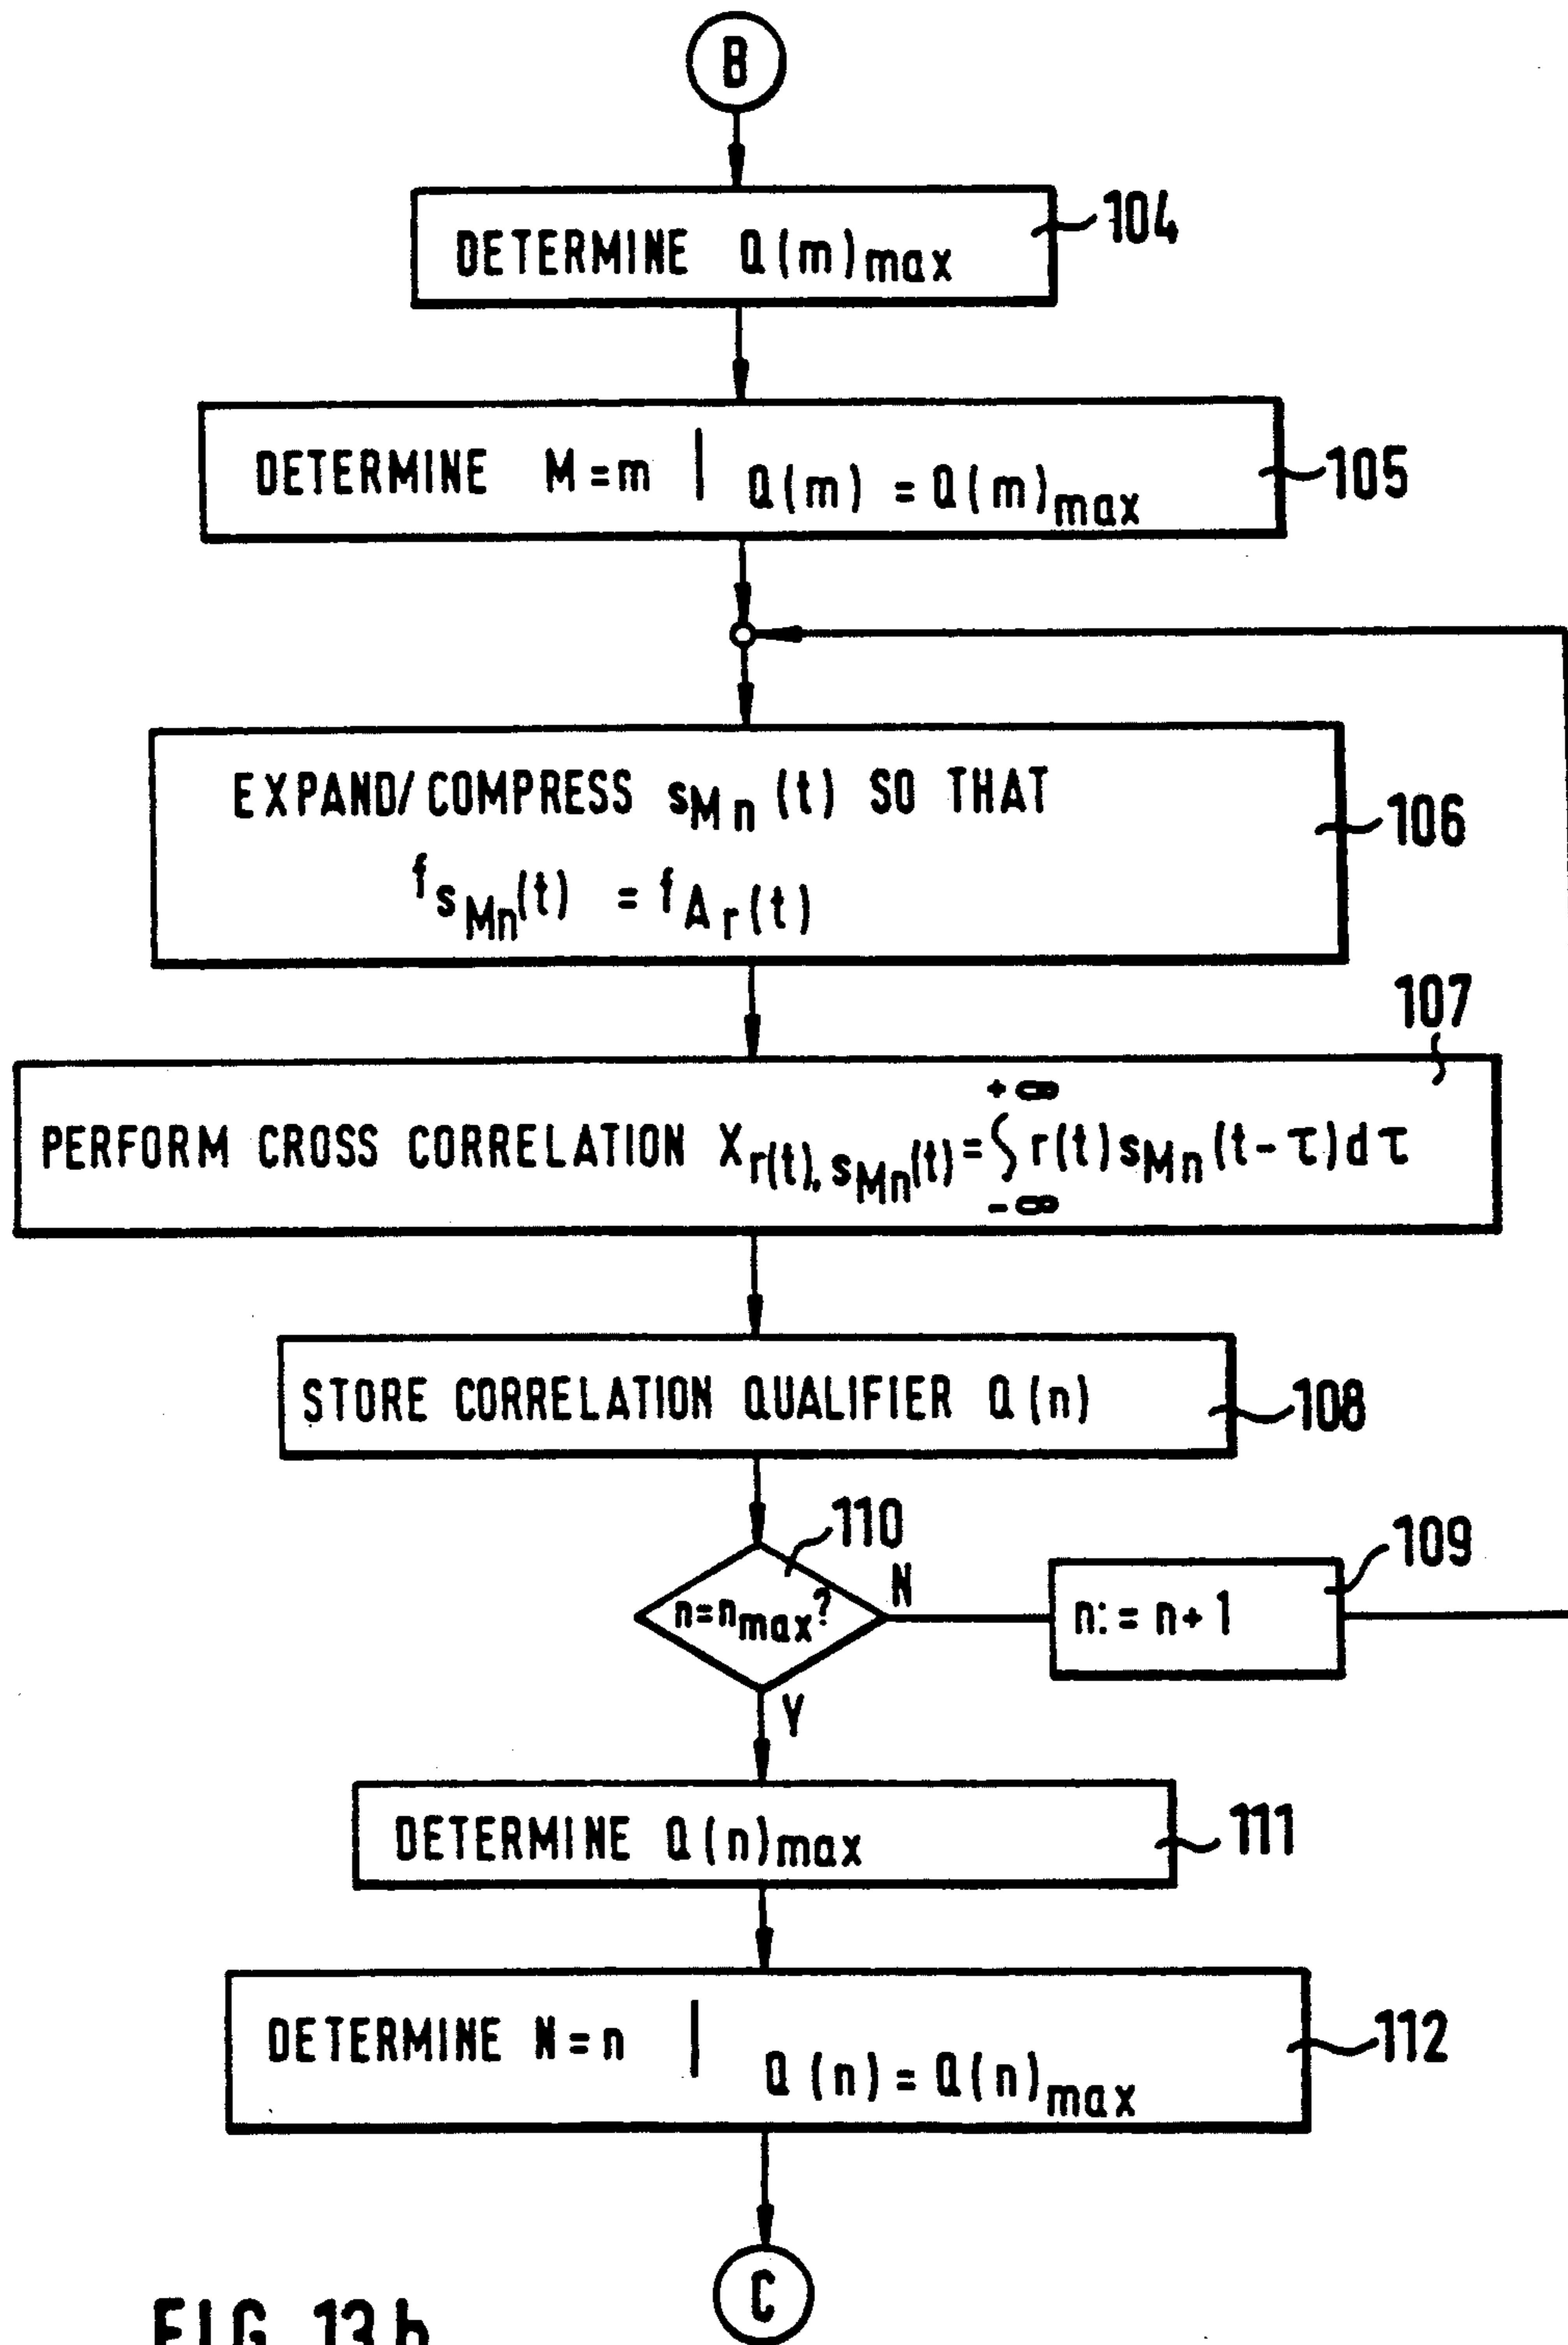 B
DETERMINE Q(m)max
104
DETERMINE M=m | Q(m) = Q(m)max
105
EXPAND/COMPRESS sMn (t) SO THAT
fsMn(t) = fAr(t)
106
107
+∞
PERFORM CROSS CORRELATION Xr(t), sMn(t) = ∫ r(t) sMn (t-τ) dτ
-∞
STORE CORRELATION QUALIFIER Q(n)
108
110
n=nmax?
N
109
n:= n+1
Y
DETERMINE Q(n)max
111
DETERMINE N=n | Q(n) = Q(n)max
112
C
FIG. 13b